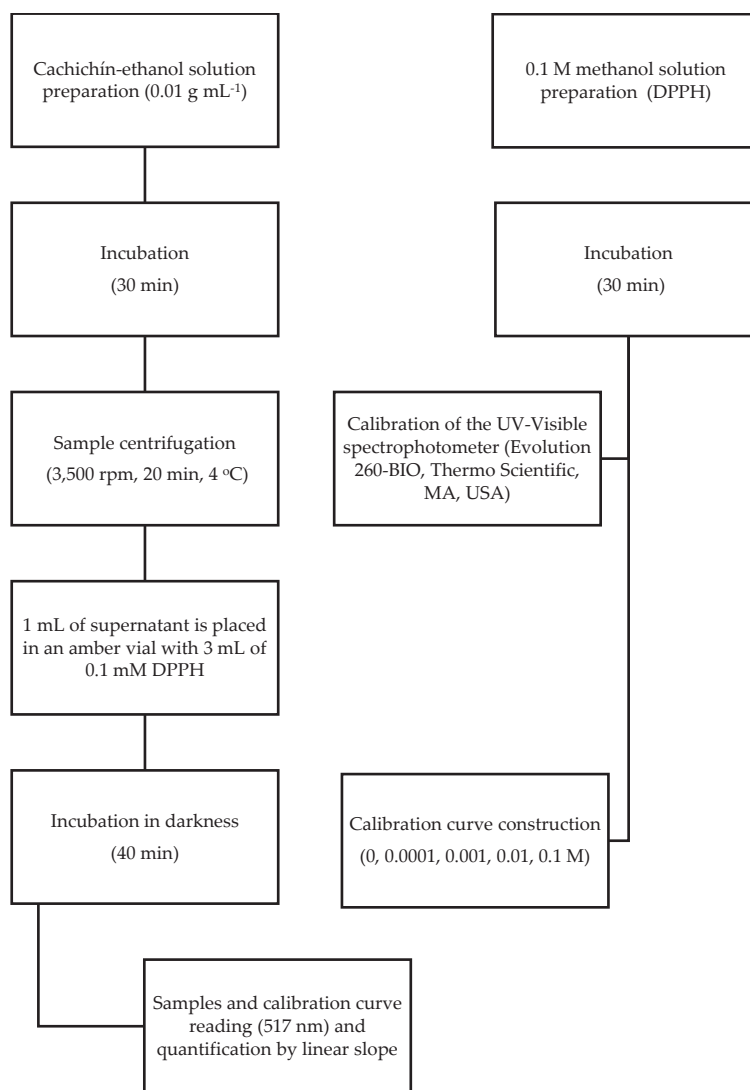 Cachichín-ethanol solution
preparation (0.01 g mL⁻¹)
Incubation
(30 min)
Sample centrifugation
(3,500 rpm, 20 min, 4 ºC)
1 mL of supernatant is placed
in an amber vial with 3 mL of
0.1 mM DPPH
Incubation in darkness
(40 min)
Samples and calibration curve
reading (517 nm) and
quantification by linear slope
0.1 M methanol solution
preparation (DPPH)
Incubation
(30 min)
Calibration of the UV-Visible
spectrophotometer (Evolution
260-BIO, Thermo Scientific,
MA, USA)
Calibration curve construction
(0, 0.0001, 0.001, 0.01, 0.1 M)